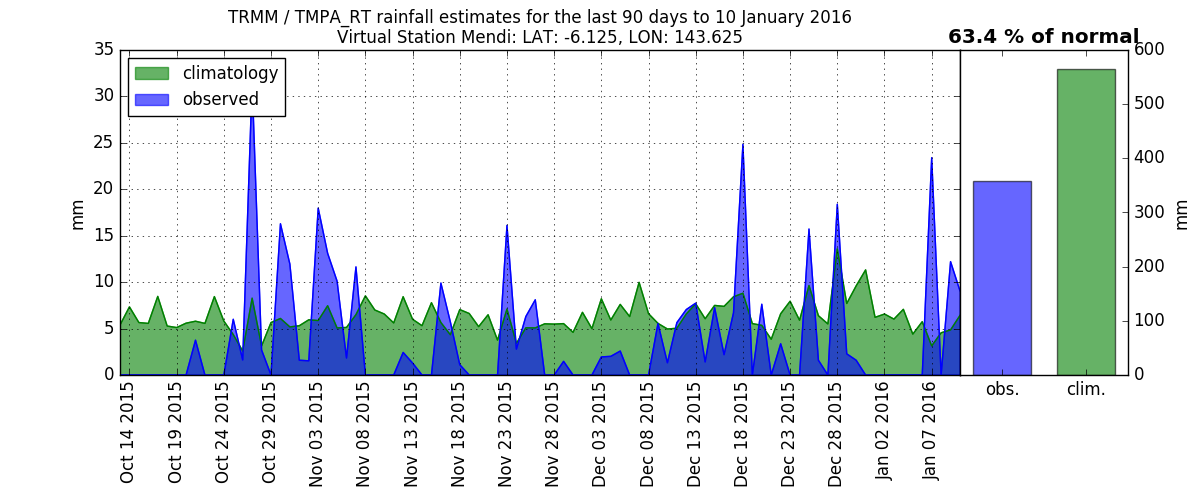 TRMM / TMPA_RT rainfall estimates for the last 90 days to 10 January 2016
Virtual Station Mendi: LAT: -6.125, LON: 143.625
63.4 % of normal
climatology
observed
35
30
25
20
15
10
5
0
mm
Oct 14 2015
Oct 19 2015
Oct 24 2015
Oct 29 2015
Nov 03 2015
Nov 08 2015
Nov 13 2015
Nov 18 2015
Nov 23 2015
Nov 28 2015
Dec 03 2015
Dec 08 2015
Dec 13 2015
Dec 18 2015
Dec 23 2015
Dec 28 2015
Jan 02 2016
Jan 07 2016
obs.
clim.
600
500
400
300
200
100
0
mm